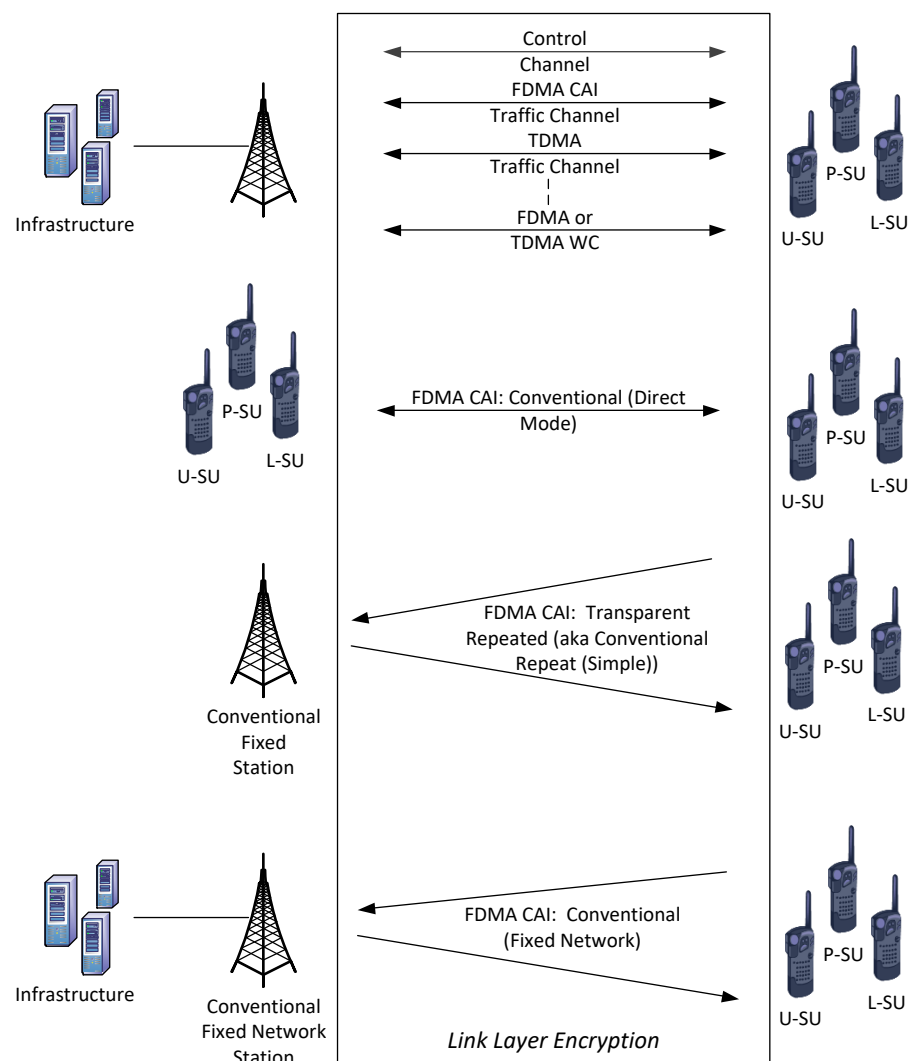 Control
Channel
FDMA CAI
Traffic Channel
TDMA
Traffic Channel
FDMA or
TDMA WC
Infrastructure
P-SU
U-SU
L-SU
P-SU
U-SU
L-SU
FDMA CAI: Conventional (Direct
Mode)
P-SU
U-SU
L-SU
Conventional
Fixed
Station
FDMA CAI:  Transparent
Repeated (aka Conventional
Repeat (Simple))
P-SU
U-SU
L-SU
Infrastructure
Conventional
Fixed Network
Station
FDMA CAI:  Conventional
(Fixed Network)
P-SU
U-SU
L-SU
Link Layer Encryption